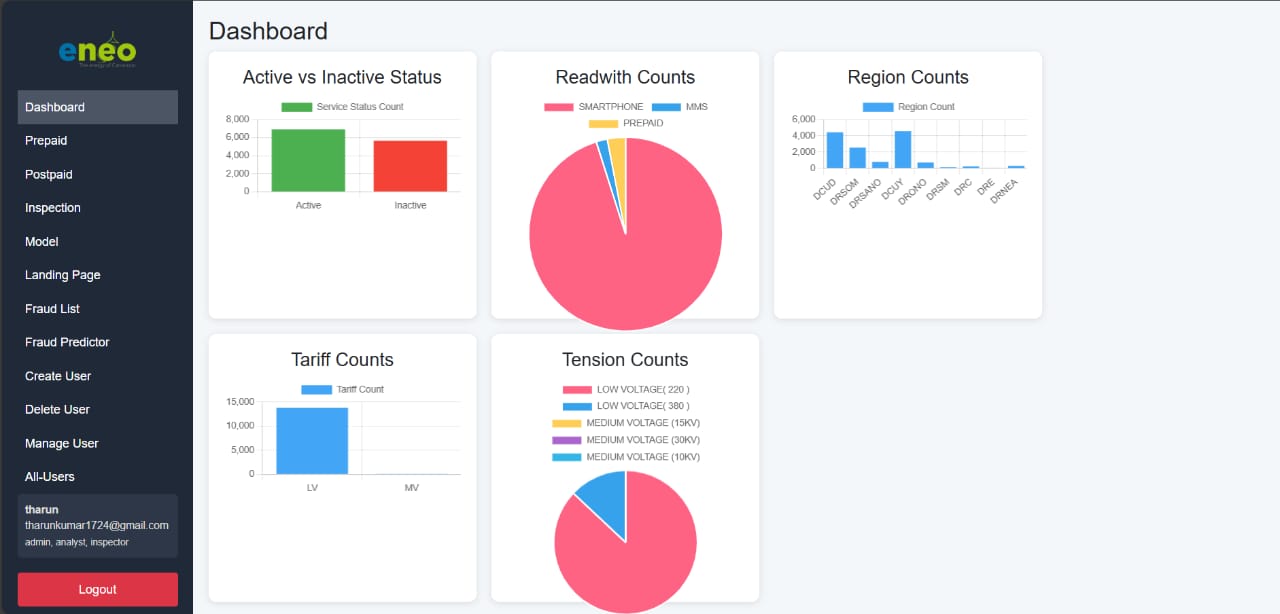 eneo
The energy of Cameroon
Dashboard
Prepaid
Postpaid
Inspection
Model
Landing Page
Fraud List
Fraud Predictor
Create User
Delete User
Manage User
All-Users
tharun
tharunkumar1724@gmail.com
admin, analyst, inspector
Logout
Dashboard
Active vs Inactive Status
Service Status Count
8,000
6,000
4,000
2,000
0
Active Inactive
Readwith Counts
SMARTPHONE MMS
PREPAID
Region Counts
Region Count
6,000
4,000
2,000
0
DCUD DRSOM DRSANO DCUY DRONO DRSM DRC DRE DRNEA
Tariff Counts
Tariff Count
15,000
10,000
5,000
0
LV MV
Tension Counts
LOW VOLTAGE( 220 )
LOW VOLTAGE( 380 )
MEDIUM VOLTAGE (15KV)
MEDIUM VOLTAGE (30KV)
MEDIUM VOLTAGE (10KV)